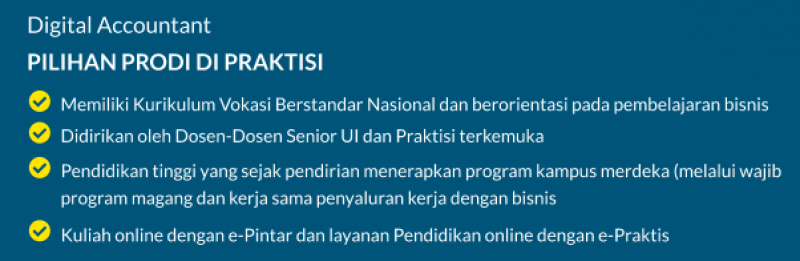 Digital Accountant
PILIHAN PRODI DI PRAKTISI
Memiliki Kurikulum Vokasi Berstandar Nasional dan berorientasi pada pembelajaran bisnis
Didirikan oleh Dosen-Dosen Senior UI dan Praktisi terkemuka
Pendidikan tinggi yang sejak pendirian menerapkan program kampus merdeka (melalui wajib
program magang dan kerja sama penyaluran kerja dengan bisnis
Kuliah online dengan e-Pintar dan layanan Pendidikan online dengan e-Praktis